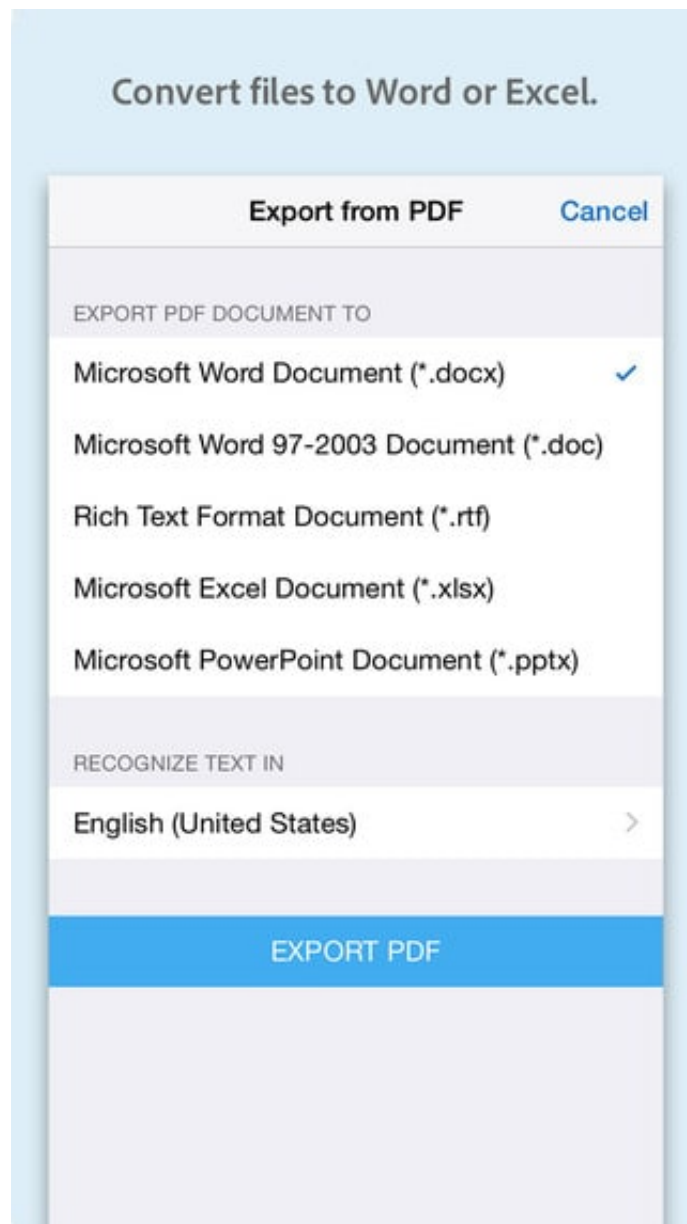 Convert files to Word or Excel.
Export from PDF Cancel
EXPORT PDF DOCUMENT TO
Microsoft Word Document (*.docx)
Microsoft Word 97-2003 Document (*.doc)
Rich Text Format Document (*.rtf)
Microsoft Excel Document (*.xlsx)
Microsoft PowerPoint Document (*.pptx)
RECOGNIZE TEXT IN
English (United States)
EXPORT PDF